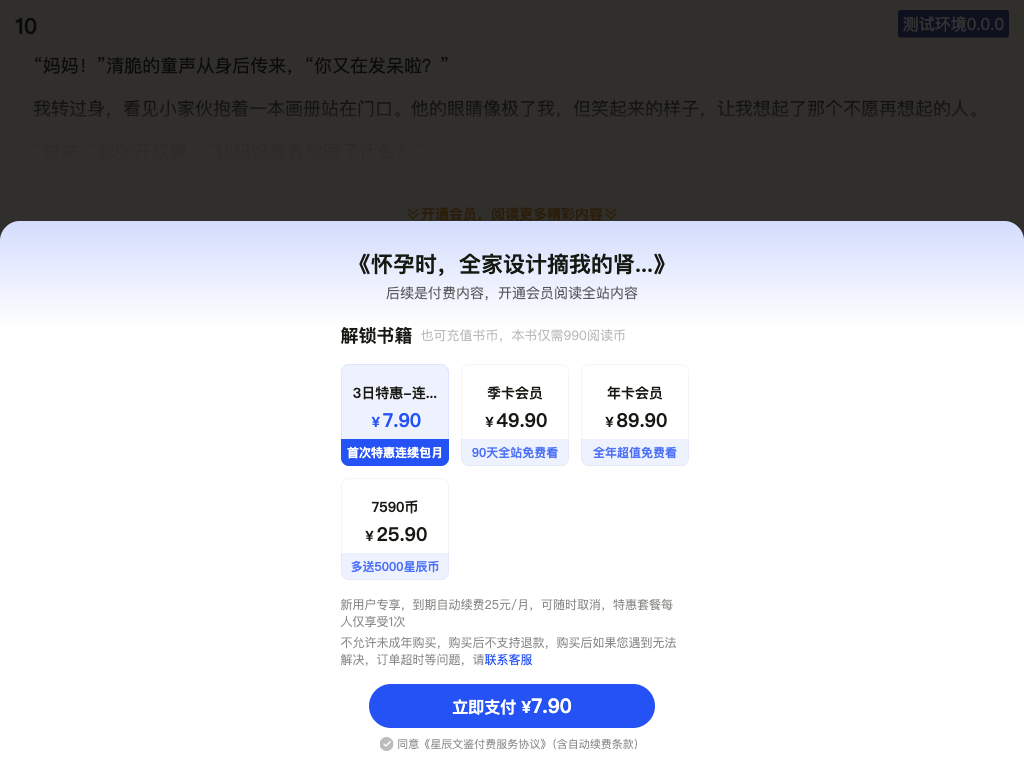 10
测试环境0.0.0
“妈妈！”清脆的童声从身后传来，“你又在发呆啦？”
我转过身，看见小家伙抱着一本画册站在门口。他的眼睛像极了我，但笑起来的样子，让我想起了那个不愿再想起的人。
开通会员，阅读更多精彩内容
《怀孕时，全家设计摘我的肾...》
后续是付费内容，开通会员阅读全站内容
解锁书籍 也可充值书币，本书仅需990阅读币
3日特惠-连...
¥7.90
首次特惠连续包月
季卡会员
¥49.90
90天全站免费看
年卡会员
¥89.90
全年超值免费看
7590币
¥25.90
多送5000星辰币
新用户专享，到期自动续费25元/月，可随时取消，特惠套餐每
人仅享受1次
不允许未成年购买，购买后不支持退款，购买后如果您遇到无法
解决，订单超时等问题，请联系客服
立即支付 ¥7.90
同意《星辰文鉴付费服务协议》（含自动续费条款）